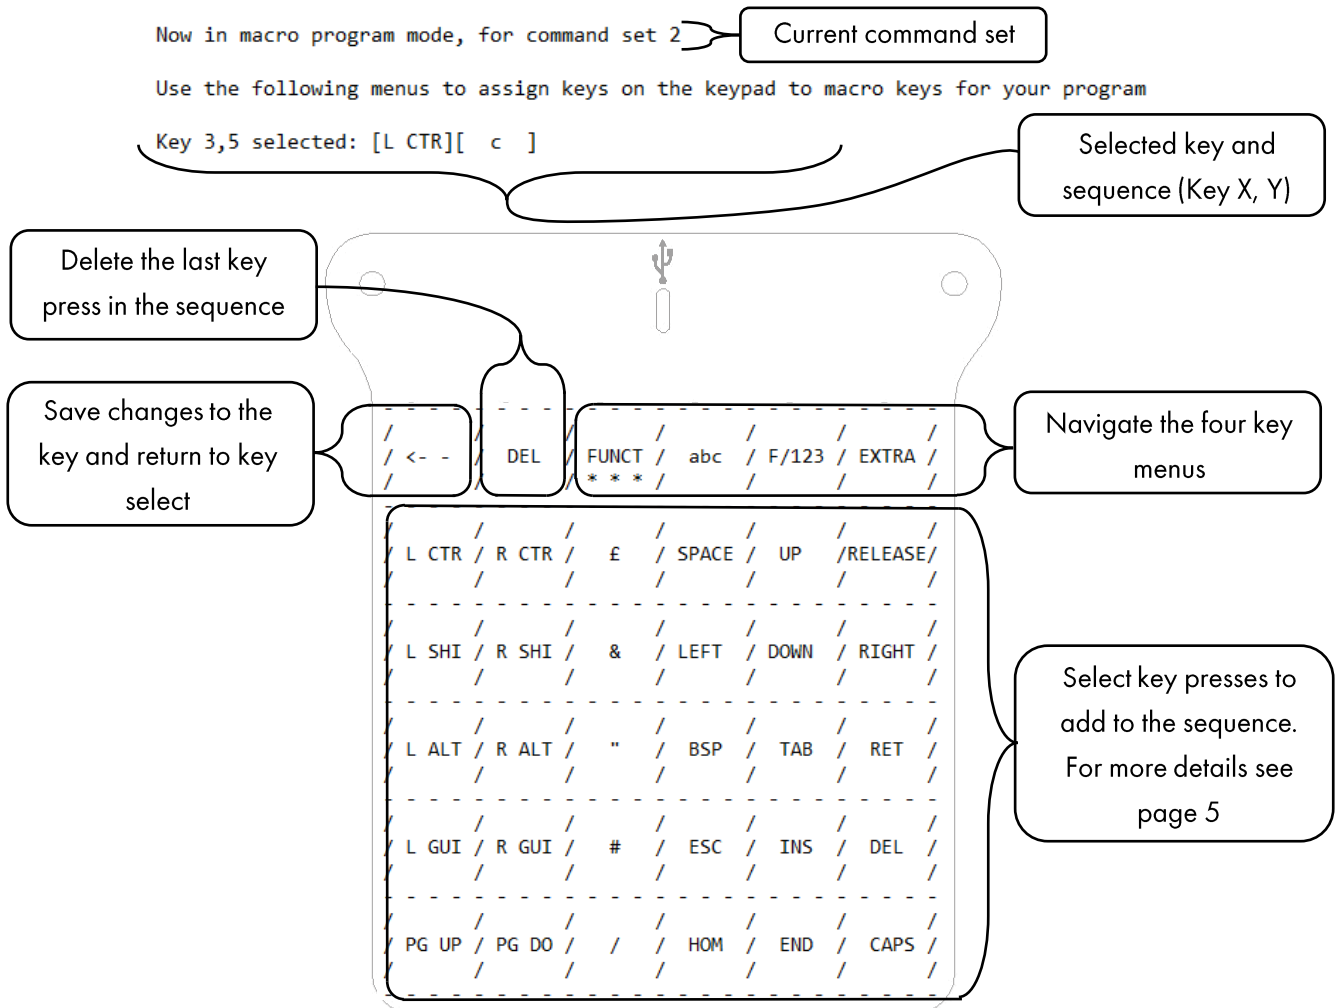 Now in macro program mode, for command set 2
Current command set
Use the following menus to assign keys on the keypad to macro keys for your program
Key 3,5 selected: [L CTR][  c  ]
Selected key and
sequence (Key X, Y)
Delete the last key
press in the sequence
Save changes to the
key and return to key
select
Navigate the four key
menus
- - - - - - - - - - - - - - - - - - - - - - -
/ / / / / / /
/ <- - / DEL / FUNCT / abc / F/123 / EXTRA /
/ / * * * / / / /
- - - - - - - - - - - - - - - - - - - - - - -
/ / / / / / /
/ L CTR / R CTR / £ / SPACE / UP /RELEASE/
/ / / / / / /
- - - - - - - - - - - - - - - - - - - - - - -
/ / / / / / /
/ L SHI / R SHI / & / LEFT / DOWN / RIGHT /
/ / / / / / /
- - - - - - - - - - - - - - - - - - - - - - -
/ / / / / / /
/ L ALT / R ALT / " / BSP / TAB / RET /
/ / / / / / /
- - - - - - - - - - - - - - - - - - - - - - -
/ / / / / / /
/ L GUI / R GUI / # / ESC / INS / DEL /
/ / / / / / /
- - - - - - - - - - - - - - - - - - - - - - -
/ / / / / / /
/ PG UP / PG DO / / / HOM / END / CAPS /
/ / / / / / /
- - - - - - - - - - - - - - - - - - - - - - -
Select key presses to
add to the sequence.
For more details see
page 5